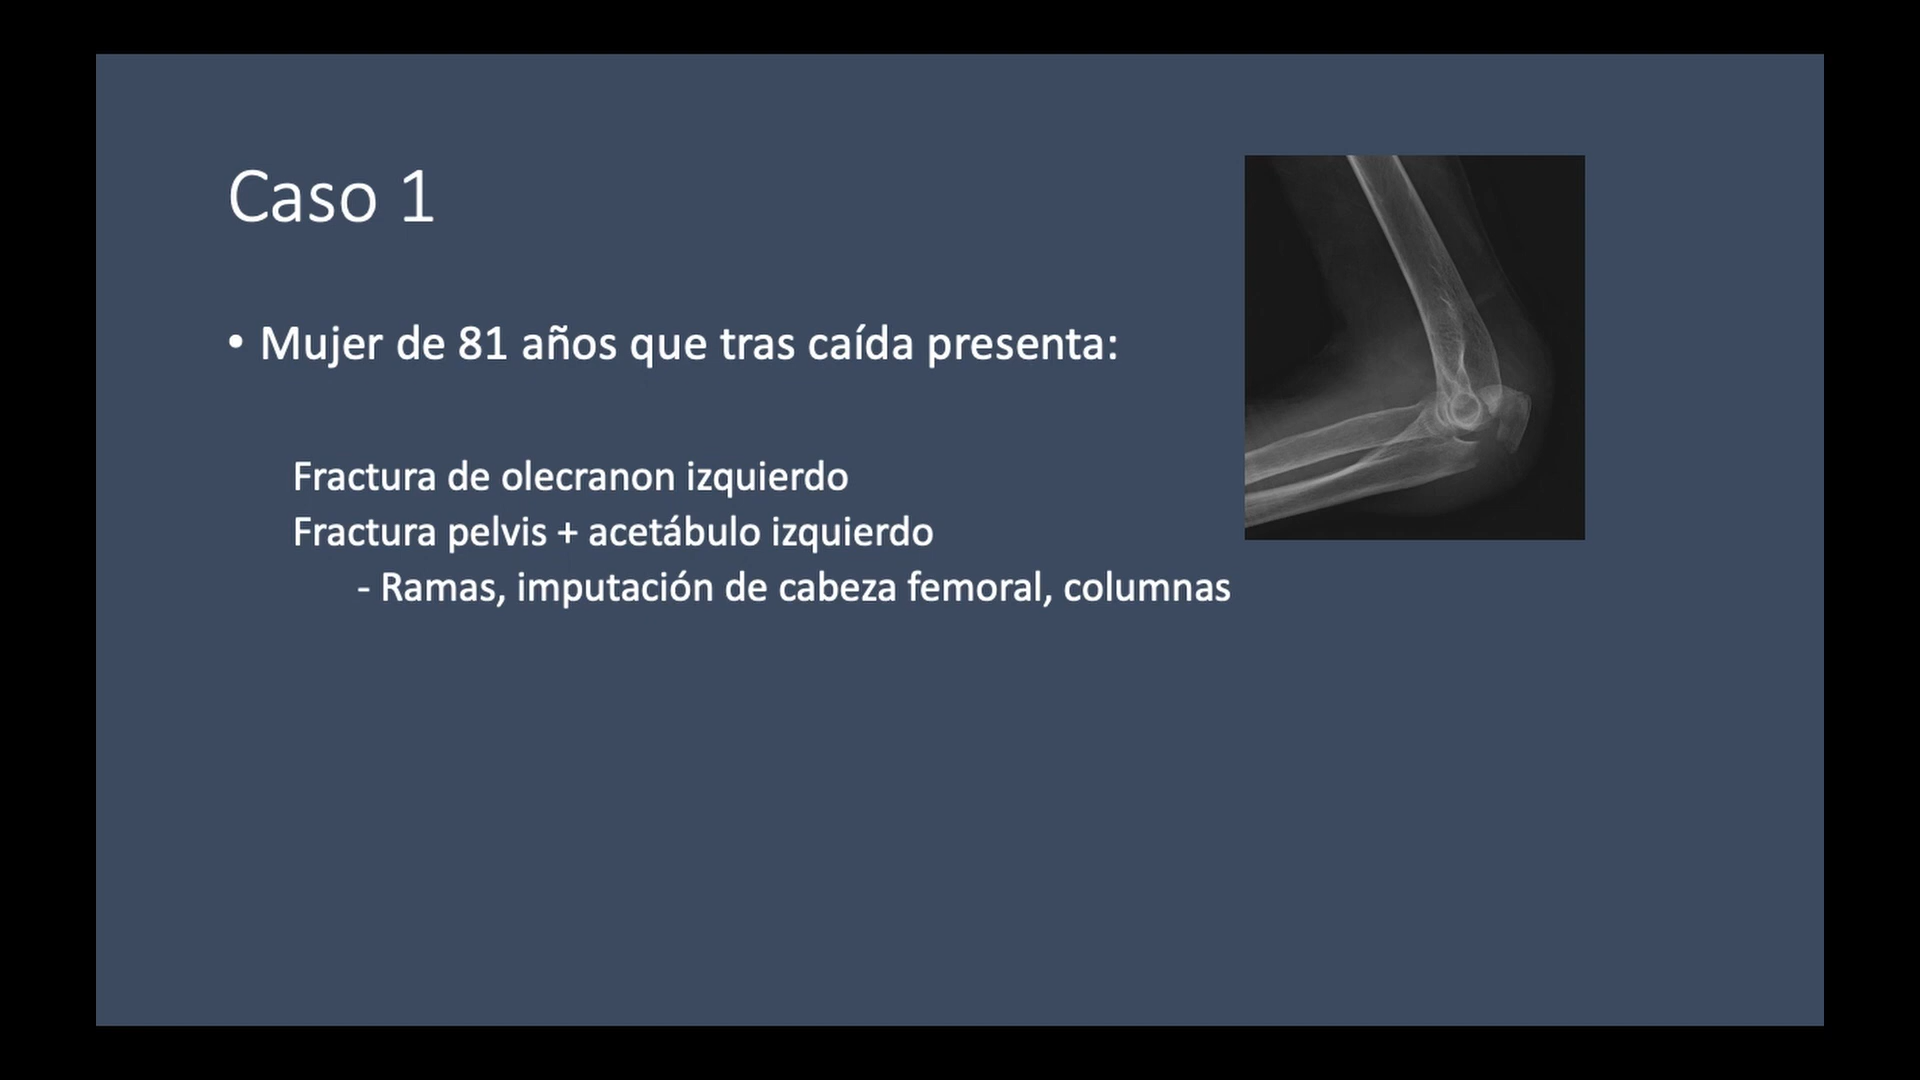 Caso 1
• Mujer de 81 años que tras caída presenta:
Fractura de olecranon izquierdo
Fractura pelvis + acetábulo izquierdo
- Ramas, imputación de cabeza femoral, columnas